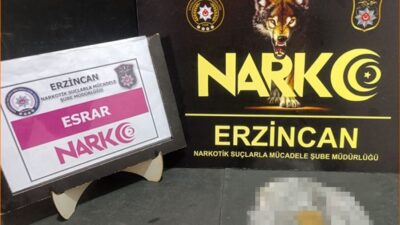 ERZİNCAN
NARKOTİK SUÇLARLA MÜCADELE
ŞUBE MÜDÜRLÜĞÜ
ESRAR
NARKO
NARKO
ERZİNCAN
NARKOTİK SUÇLARLA MÜCADELE ŞUBE MÜDÜRLÜĞÜ